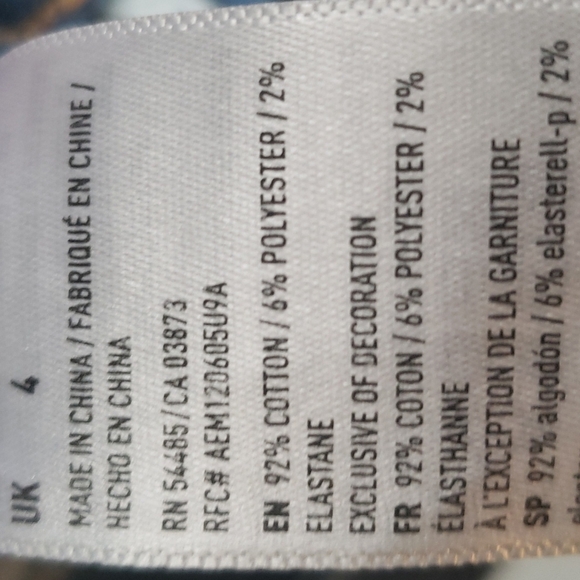 UK 4
MADE IN CHINA / FABRIQUÉ EN CHINE /
HECHO EN CHINA
RN 54485 / CA 03873
RFC# AEM120605U9A
EN 92% COTTON / 6% POLYESTER / 2%
ELASTANE
EXCLUSIVE OF DECORATION
FR 92% COTON / 6% POLYESTER / 2%
ÉLASTHANNE
À L'EXCEPTION DE LA GARNITURE
SP 92% algodón / 6% elasterell-p / 2%